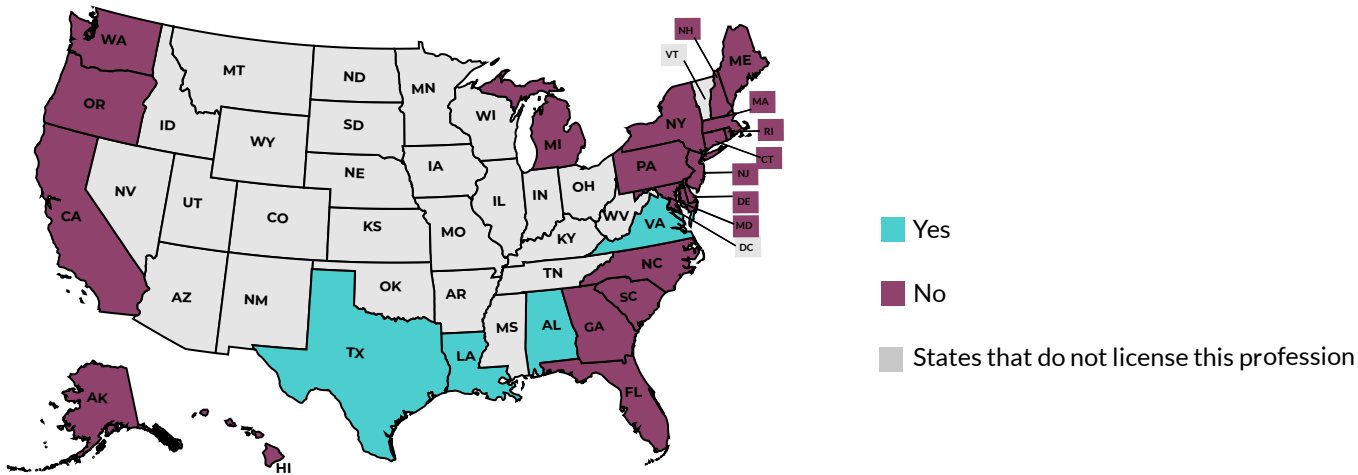 NH
WA
VT
ME
MT
ND
MN
OR
MA
ID
SD
WI
NY
RI
WY
MI
CT
PA
IA
NE
NJ
NV
OH
IN
IL
UT
DE
CO
WV
CA
VA
MD
KS
MO
KY
DC
Yes
NC
TN
OK
AZ
NM
AR
SC
No
MS
AL
GA
TX
LA
States that do not license this profession
FL
AK
HI